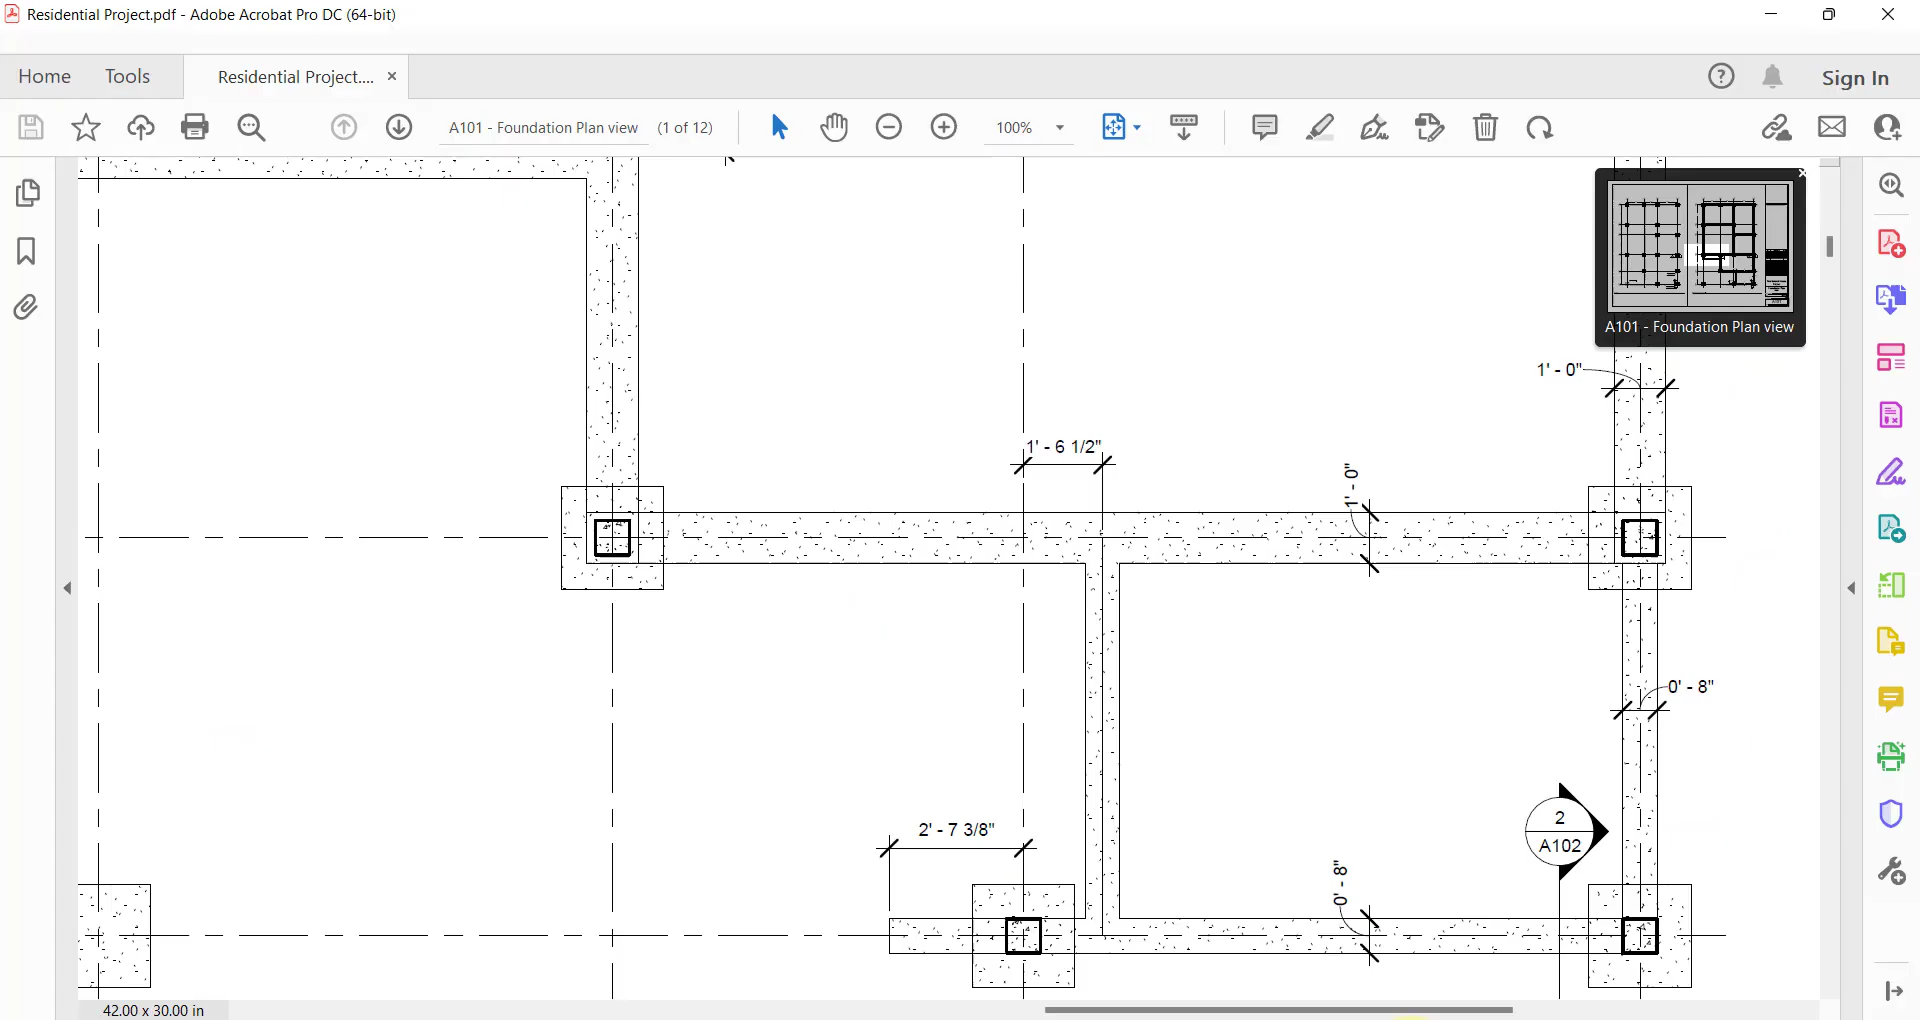 Residential Project.pdf - Adobe Acrobat Pro DC (64-bit)
Home Tools Residential Project.... × Sign In
A101 - Foundation Plan view (1 of 12) 100%
A101 - Foundation Plan view
1' - 0"
1' - 6 1/2"
1' - 0"
0' - 8"
2
A102
2' - 7 3/8"
0' - 8"
42.00 x 30.00 in